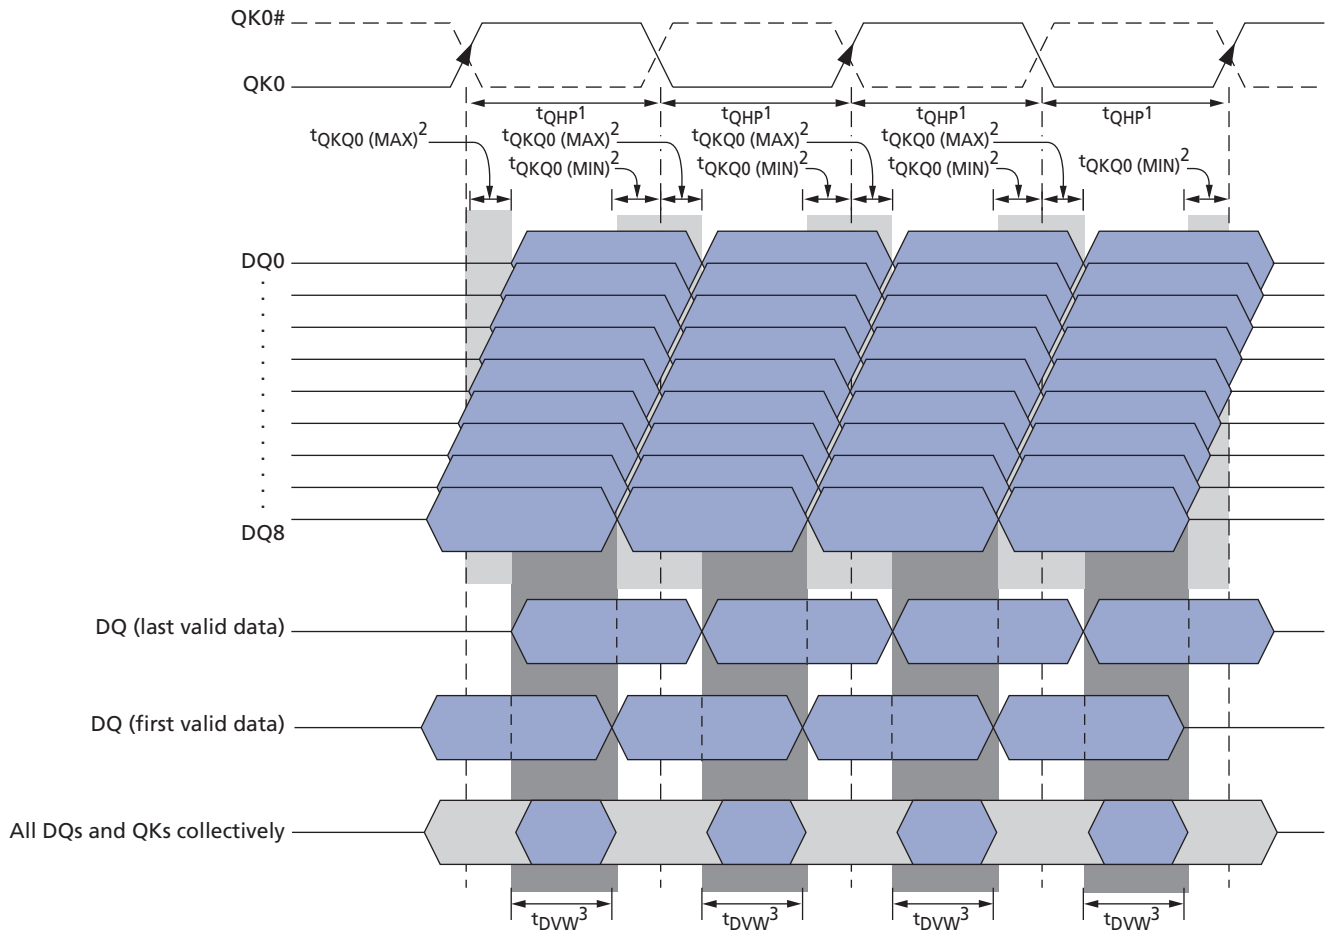 QK0#
QK0
tQHP1 tQHP1 tQHP1 tQHP1
tQKQ0 (MAX)2 tQKQ0 (MAX)2 tQKQ0 (MAX)2 tQKQ0 (MAX)2
tQKQ0 (MIN)2 tQKQ0 (MIN)2 tQKQ0 (MIN)2 tQKQ0 (MIN)2
DQ0
DQ8
DQ (last valid data)
DQ (first valid data)
All DQs and QKs collectively
tDVW3 tDVW3 tDVW3 tDVW3